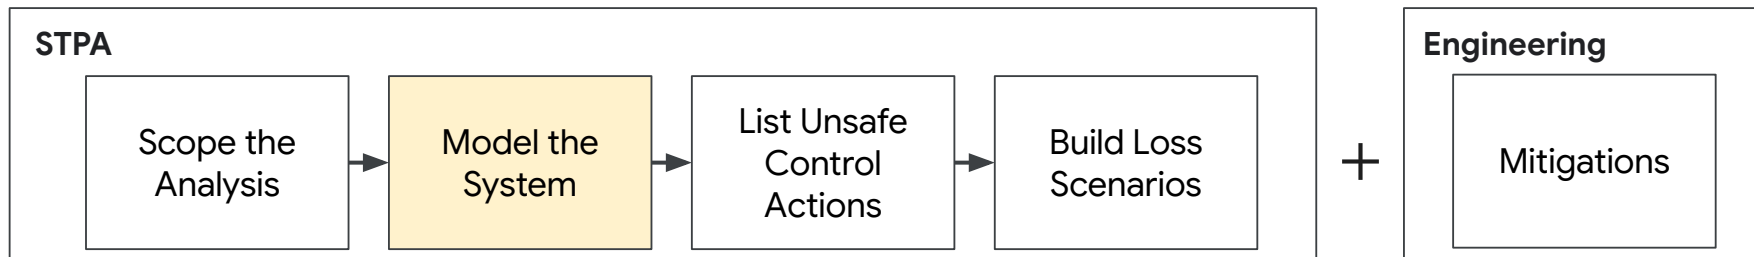 STPA
Scope the
Analysis
Model the
System
List Unsafe
Control
Actions
Build Loss
Scenarios
+
Engineering
Mitigations